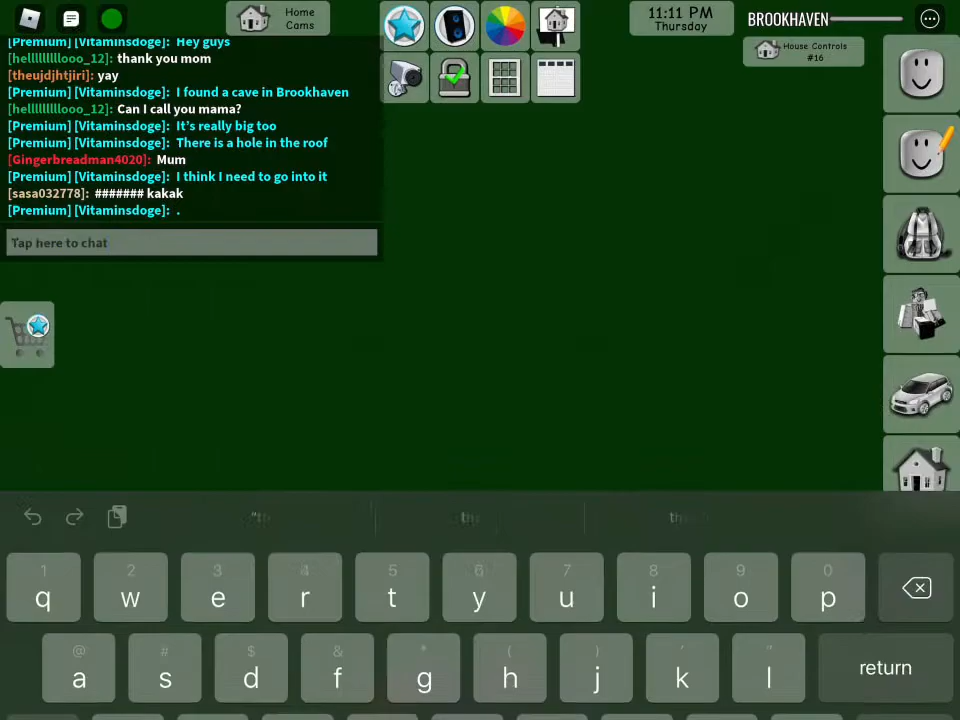 Home
Cams
11:11 PM
Thursday
BROOKHAVEN
House Controls
#16
[Premium] [Vitaminsdoge]: Hey guys
[hellllllllllooo_12]: thank you mom
[theujdjhtjiri]: yay
[Premium] [Vitaminsdoge]: I found a cave in Brookhaven
[hellllllllllooo_12]: Can I call you mama?
[Premium] [Vitaminsdoge]: It's really big too
[Premium] [Vitaminsdoge]: There is a hole in the roof
[Gingerbreadman4020]: Mum
[Premium] [Vitaminsdoge]: I think I need to go into it
[sasa032778]: ####### kakak
[Premium] [Vitaminsdoge]: .
Tap here to chat
1 2 3 4 5 6 7 8 9 0
q w e r t y u i o p
@ # $ & * ( ) ' "
a s d f g h j k l return